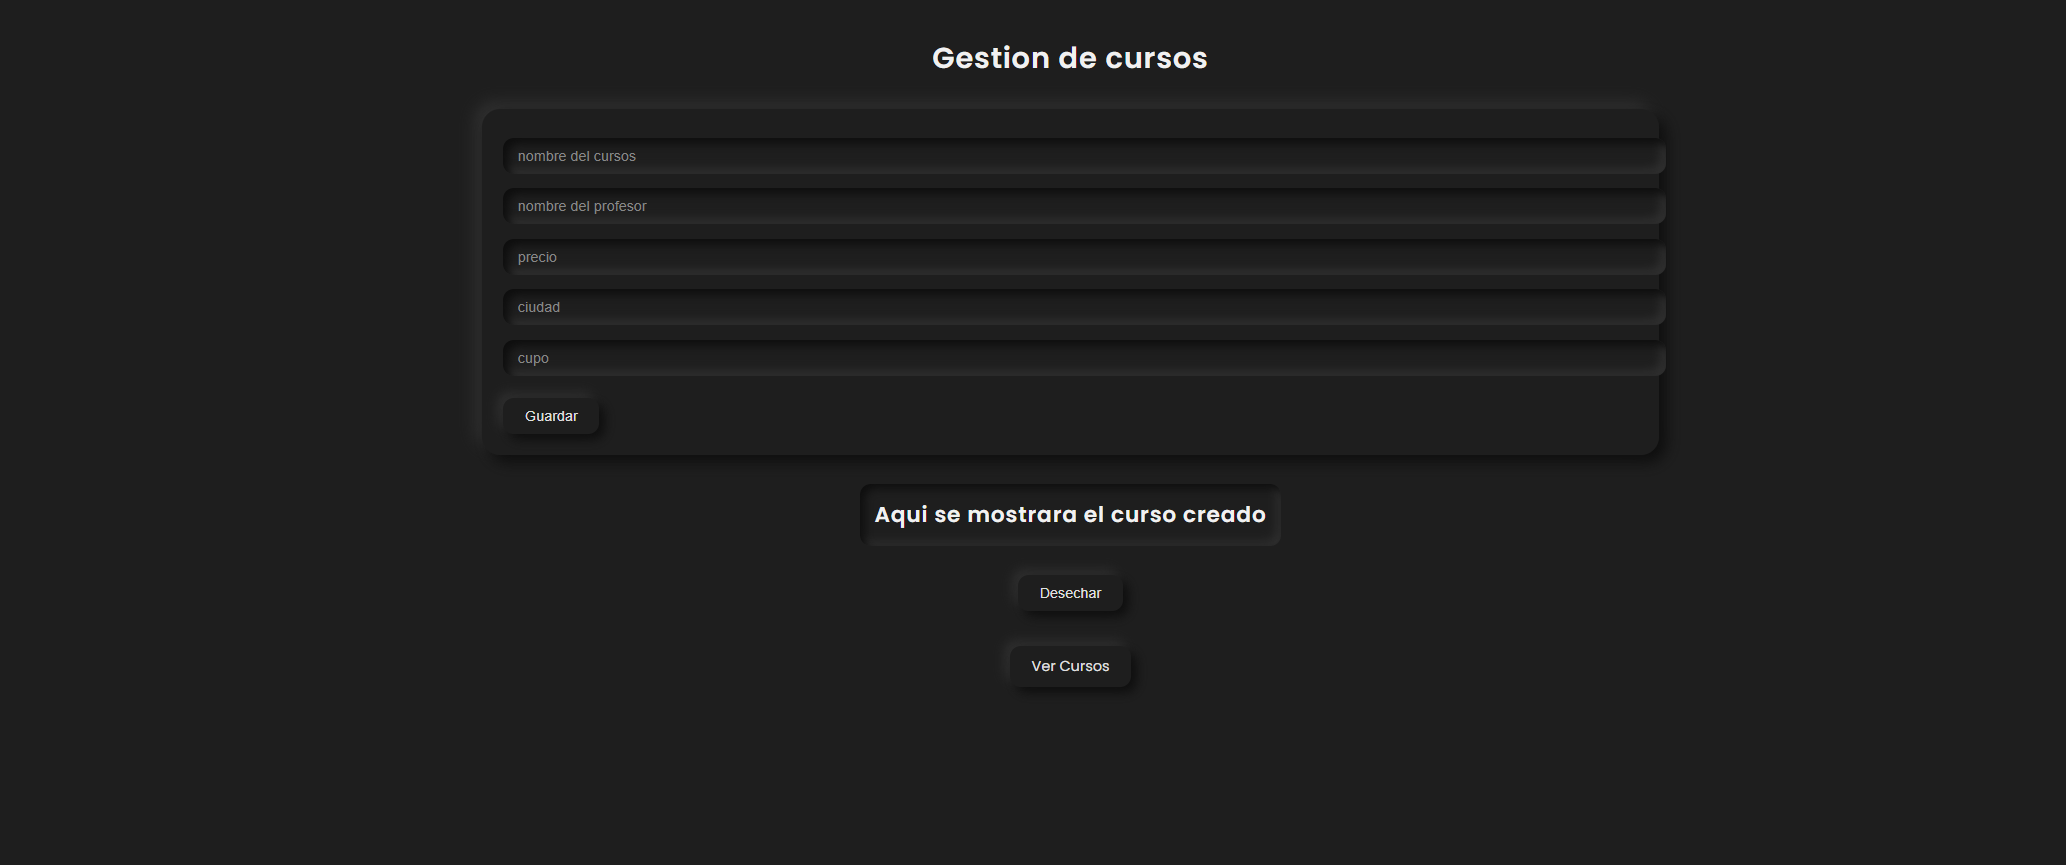 Gestion de cursos
nombre del cursos
nombre del profesor
precio
ciudad
cupo
Guardar
Aqui se mostrara el curso creado
Desechar
Ver Cursos